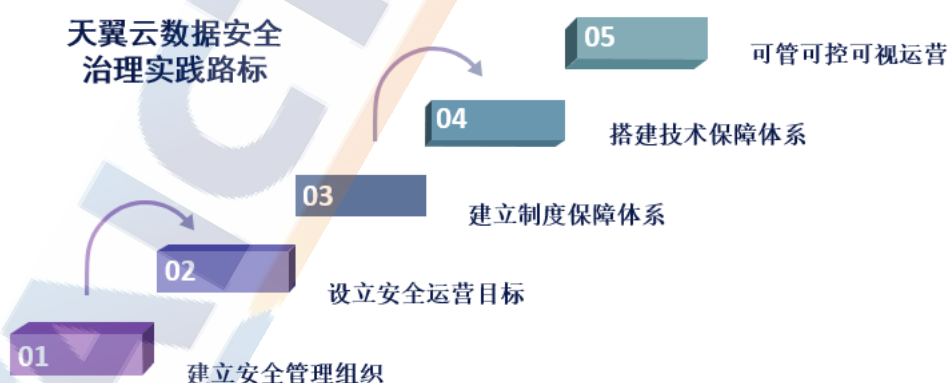 天翼云数据安全
治理实践路标
05
可管可控可视运营
04
搭建技术保障体系
03
建立制度保障体系
02
设立安全运营目标
01
建立安全管理组织